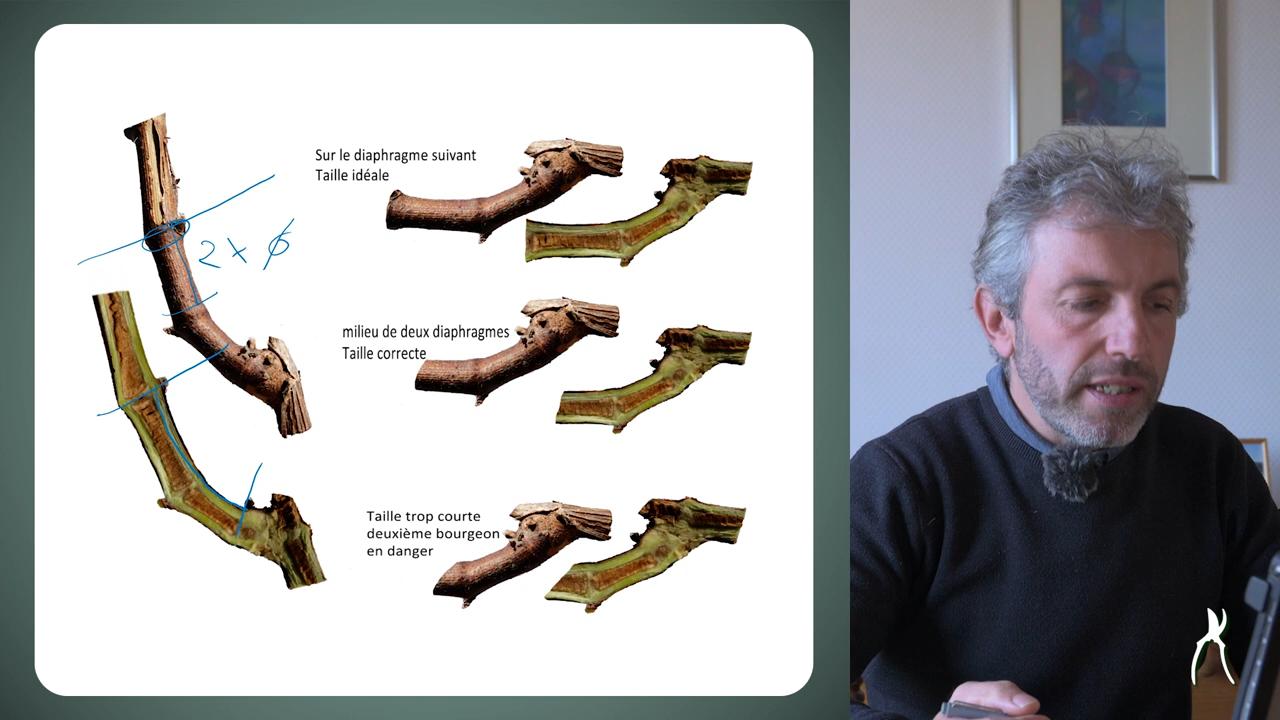 Sur le diaphragme suivant
Taille idéale
2 x ø
milieu de deux diaphragmes
Taille correcte
Taille trop courte
deuxième bourgeon
en danger